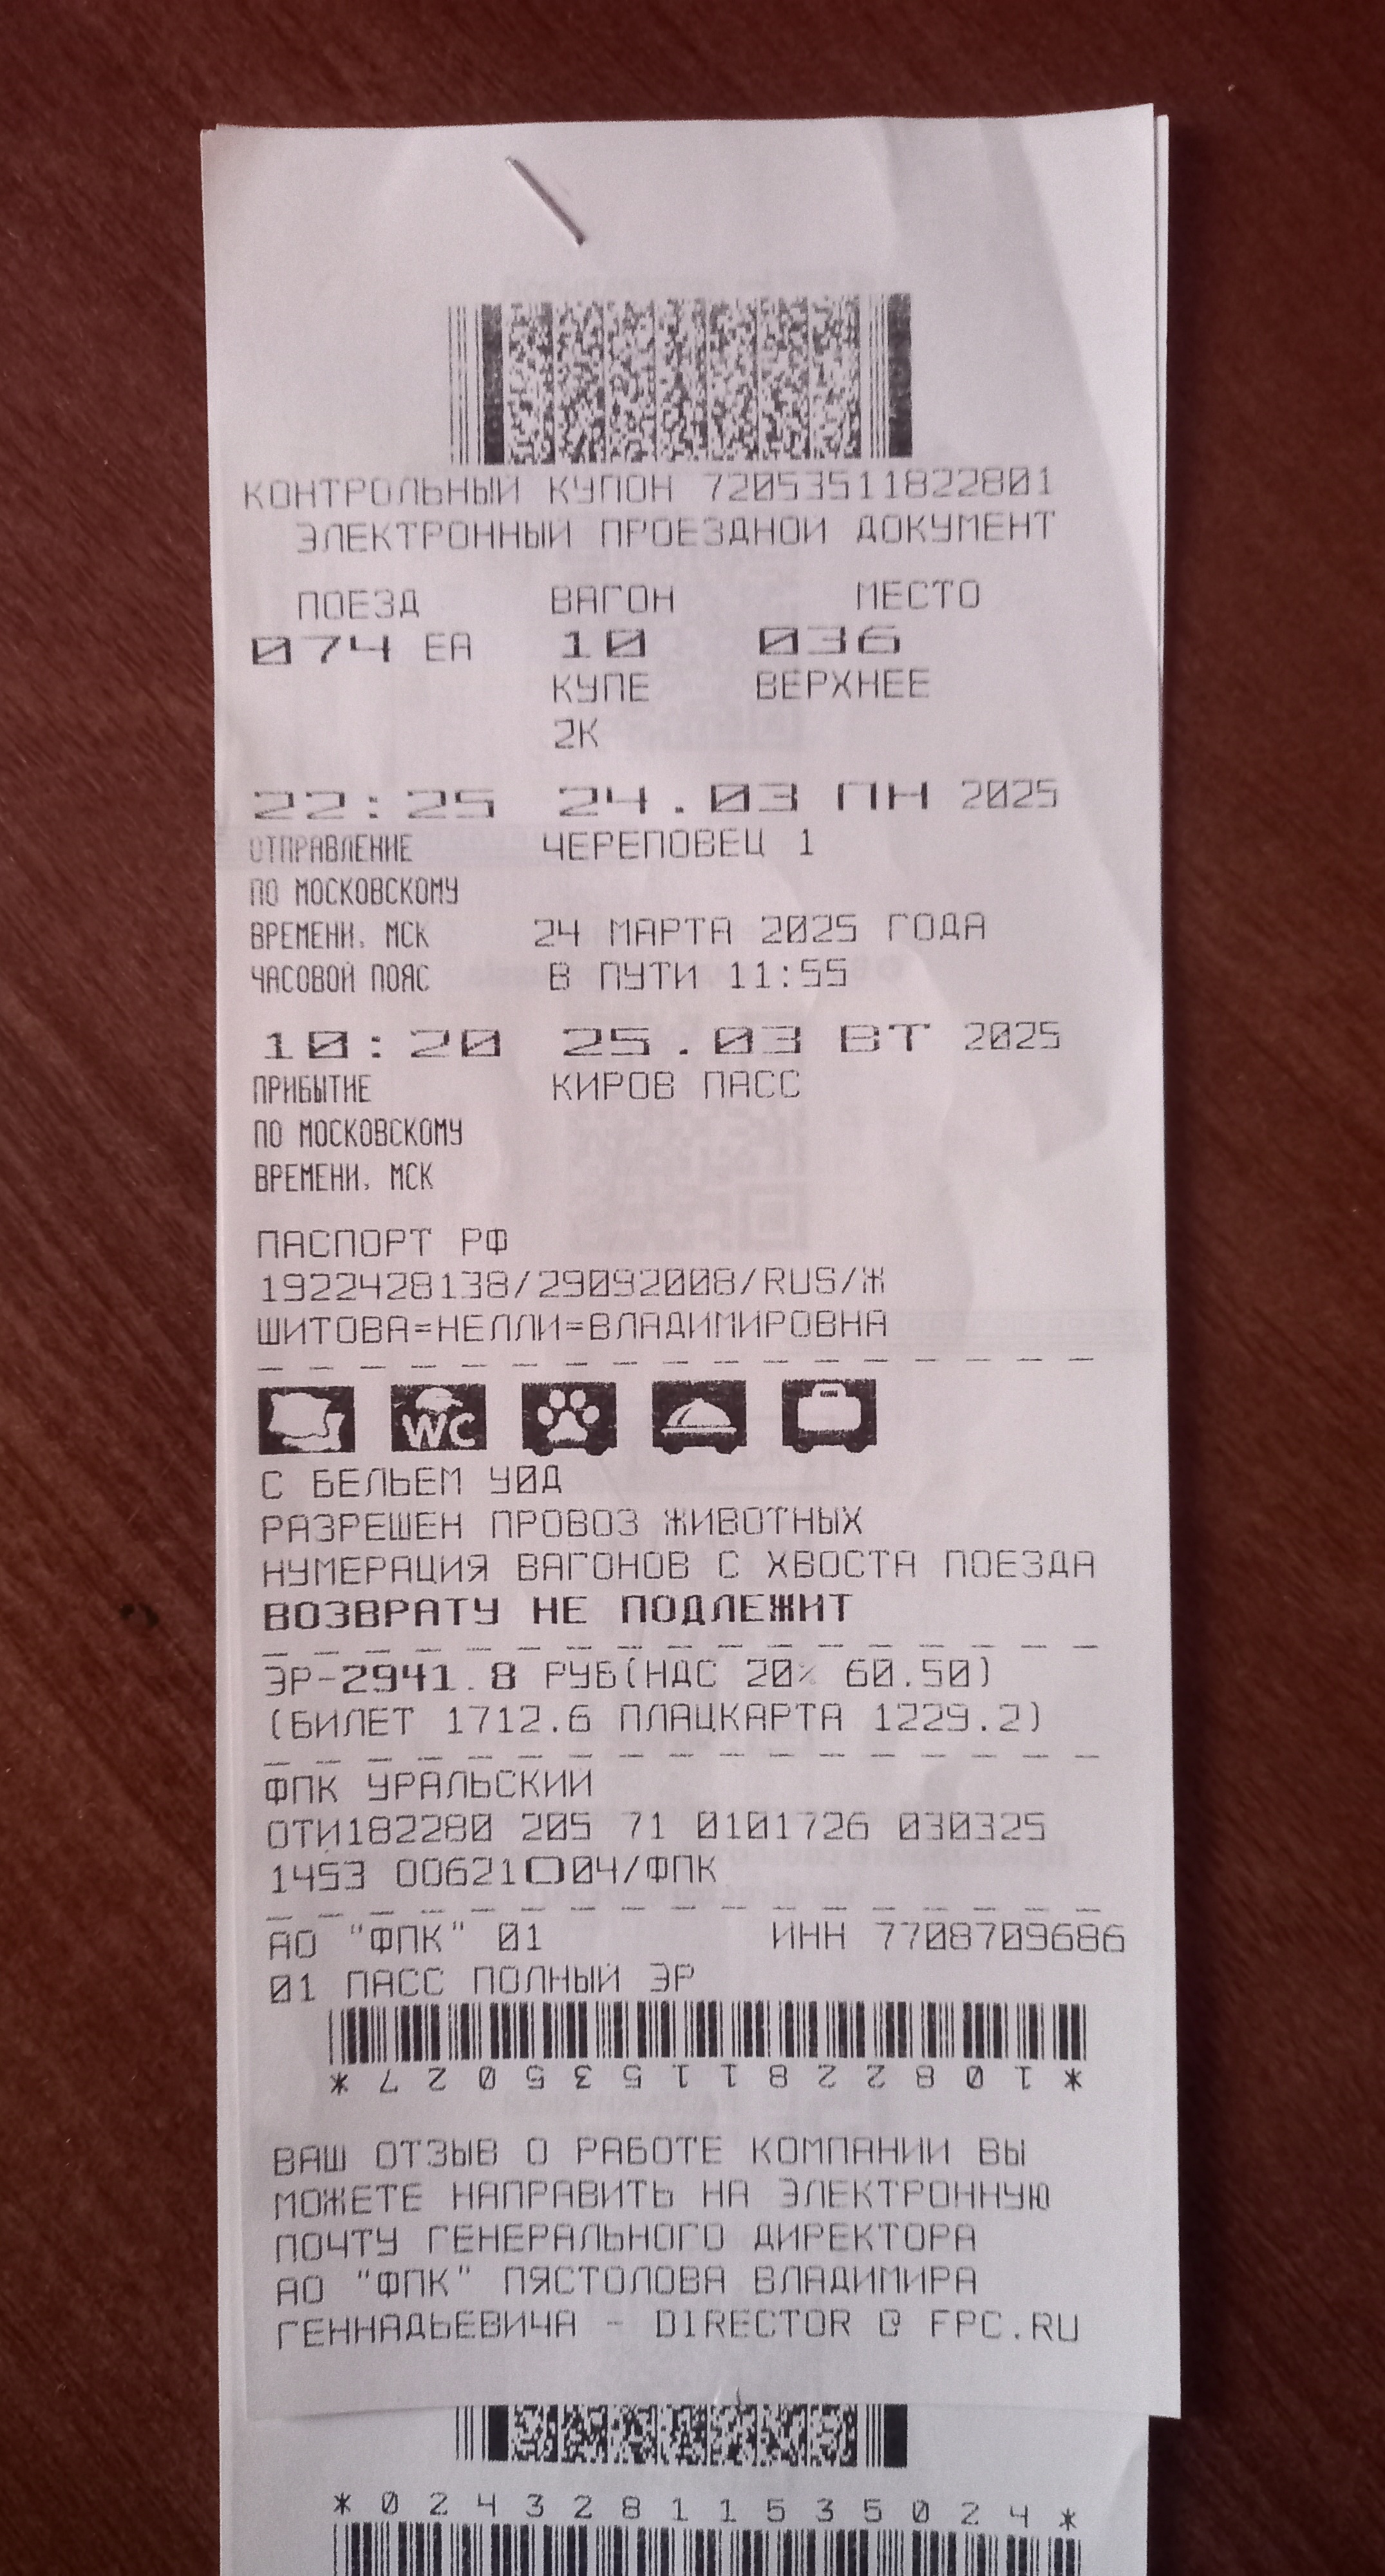 КОНТРОЛЬНЫЙ КУПОН 72053511822801
ЭЛЕКТРОННЫЙ ПРОЕЗДНОЙ ДОКУМЕНТ
ПОЕЗД ВАГОН МЕСТО
074 ЕА 10 036
КУПЕ ВЕРХНЕЕ
2К
22:25 24.03 ПН 2025
ОТПРАВЛЕНИЕ ЧЕРЕПОВЕЦ 1
ПО МОСКОВСКОМУ
ВРЕМЕНИ, МСК 24 МАРТА 2025 ГОДА
ЧАСОВОЙ ПОЯС В ПУТИ 11:55
10:20 25.03 ВТ 2025
ПРИБЫТИЕ КИРОВ ПАСС
ПО МОСКОВСКОМУ
ВРЕМЕНИ, МСК
ПАСПОРТ РФ
1922428138/29092008/RUS/Ж
ШИТОВА=НЕЛЛИ=ВЛАДИМИРОВНА
WC
С БЕЛЬЕМ У0Д
РАЗРЕШЕН ПРОВОЗ ЖИВОТНЫХ
НУМЕРАЦИЯ ВАГОНОВ С ХВОСТА ПОЕЗДА
ВОЗВРАТУ НЕ ПОДЛЕЖИТ
ЭР-2941.8 РУБ(НДС 20% 60.50)
(БИЛЕТ 1712.6 ПЛАЦКАРТА 1229.2)
ФПК УРАЛЬСКИЙ
ОТИ182280 205 71 0101726 030325
1453 00621□04/ФПК
АО "ФПК" 01 ИНН 7708709686
01 ПАСС ПОЛНЫЙ ЭР
*10822811535027*
ВАШ ОТЗЫВ О РАБОТЕ КОМПАНИИ ВЫ
МОЖЕТЕ НАПРАВИТЬ НА ЭЛЕКТРОННУЮ
ПОЧТУ ГЕНЕРАЛЬНОГО ДИРЕКТОРА
АО "ФПК" ПЯСТОЛОВА ВЛАДИМИРА
ГЕННАДЬЕВИЧА - DIRECTOR @ FPC.RU
*02432811535024*